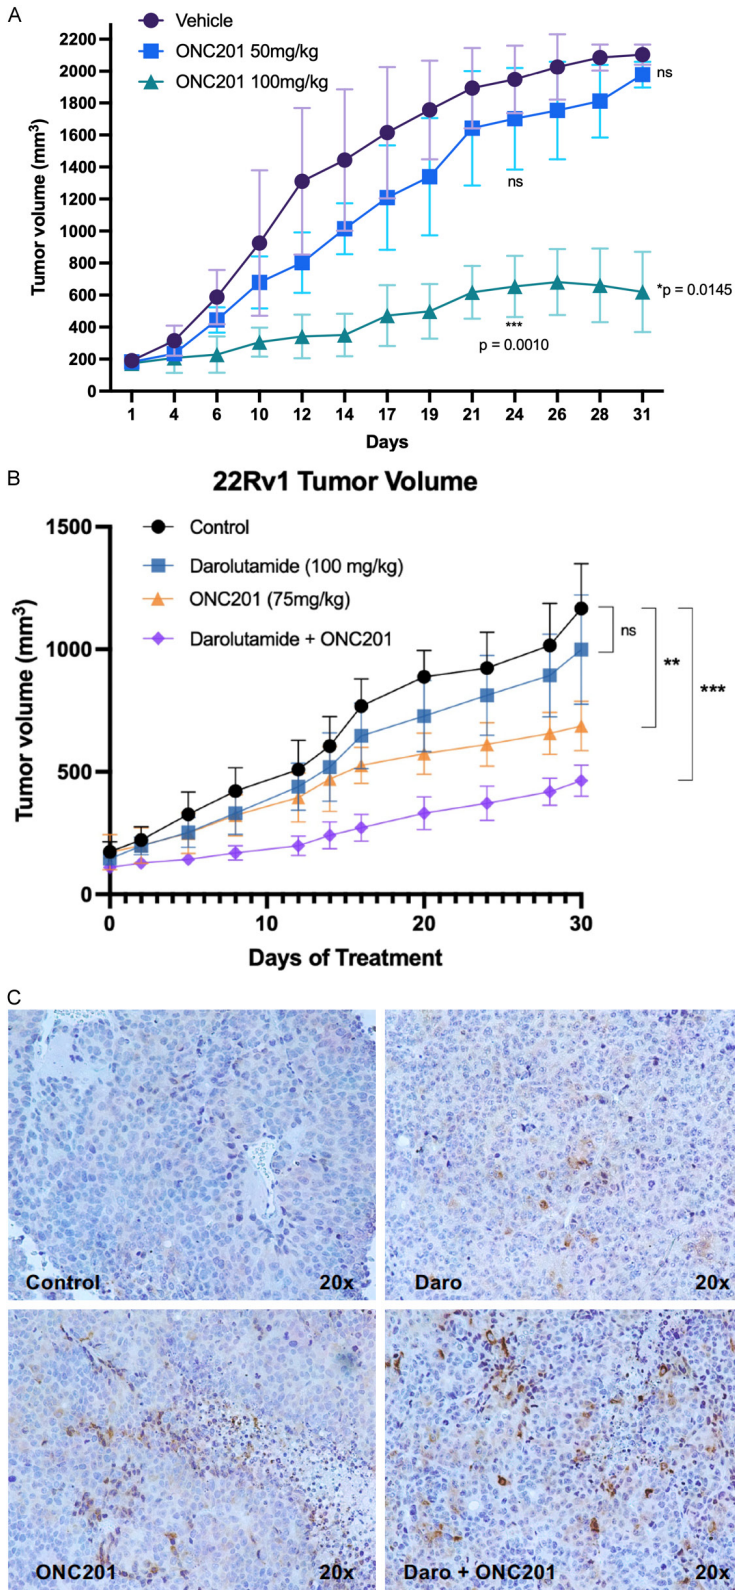 A
Vehicle
ONC201 50mg/kg
ONC201 100mg/kg
Tumor volume (mm³)
2200
2000
1800
1600
1400
1200
1000
800
600
400
200
0
ns
ns
*p = 0.0145
***
p = 0.0010
1 4 6 10 12 14 17 19 21 24 26 28 31
Days
B
22Rv1 Tumor Volume
Control
Darolutamide (100 mg/kg)
ONC201 (75mg/kg)
Darolutamide + ONC201
Tumor volume (mm³)
1500
1000
500
0
ns
**
***
0 10 20 30
Days of Treatment
C
Control 20x
Daro 20x
ONC201 20x
Daro + ONC201 20x